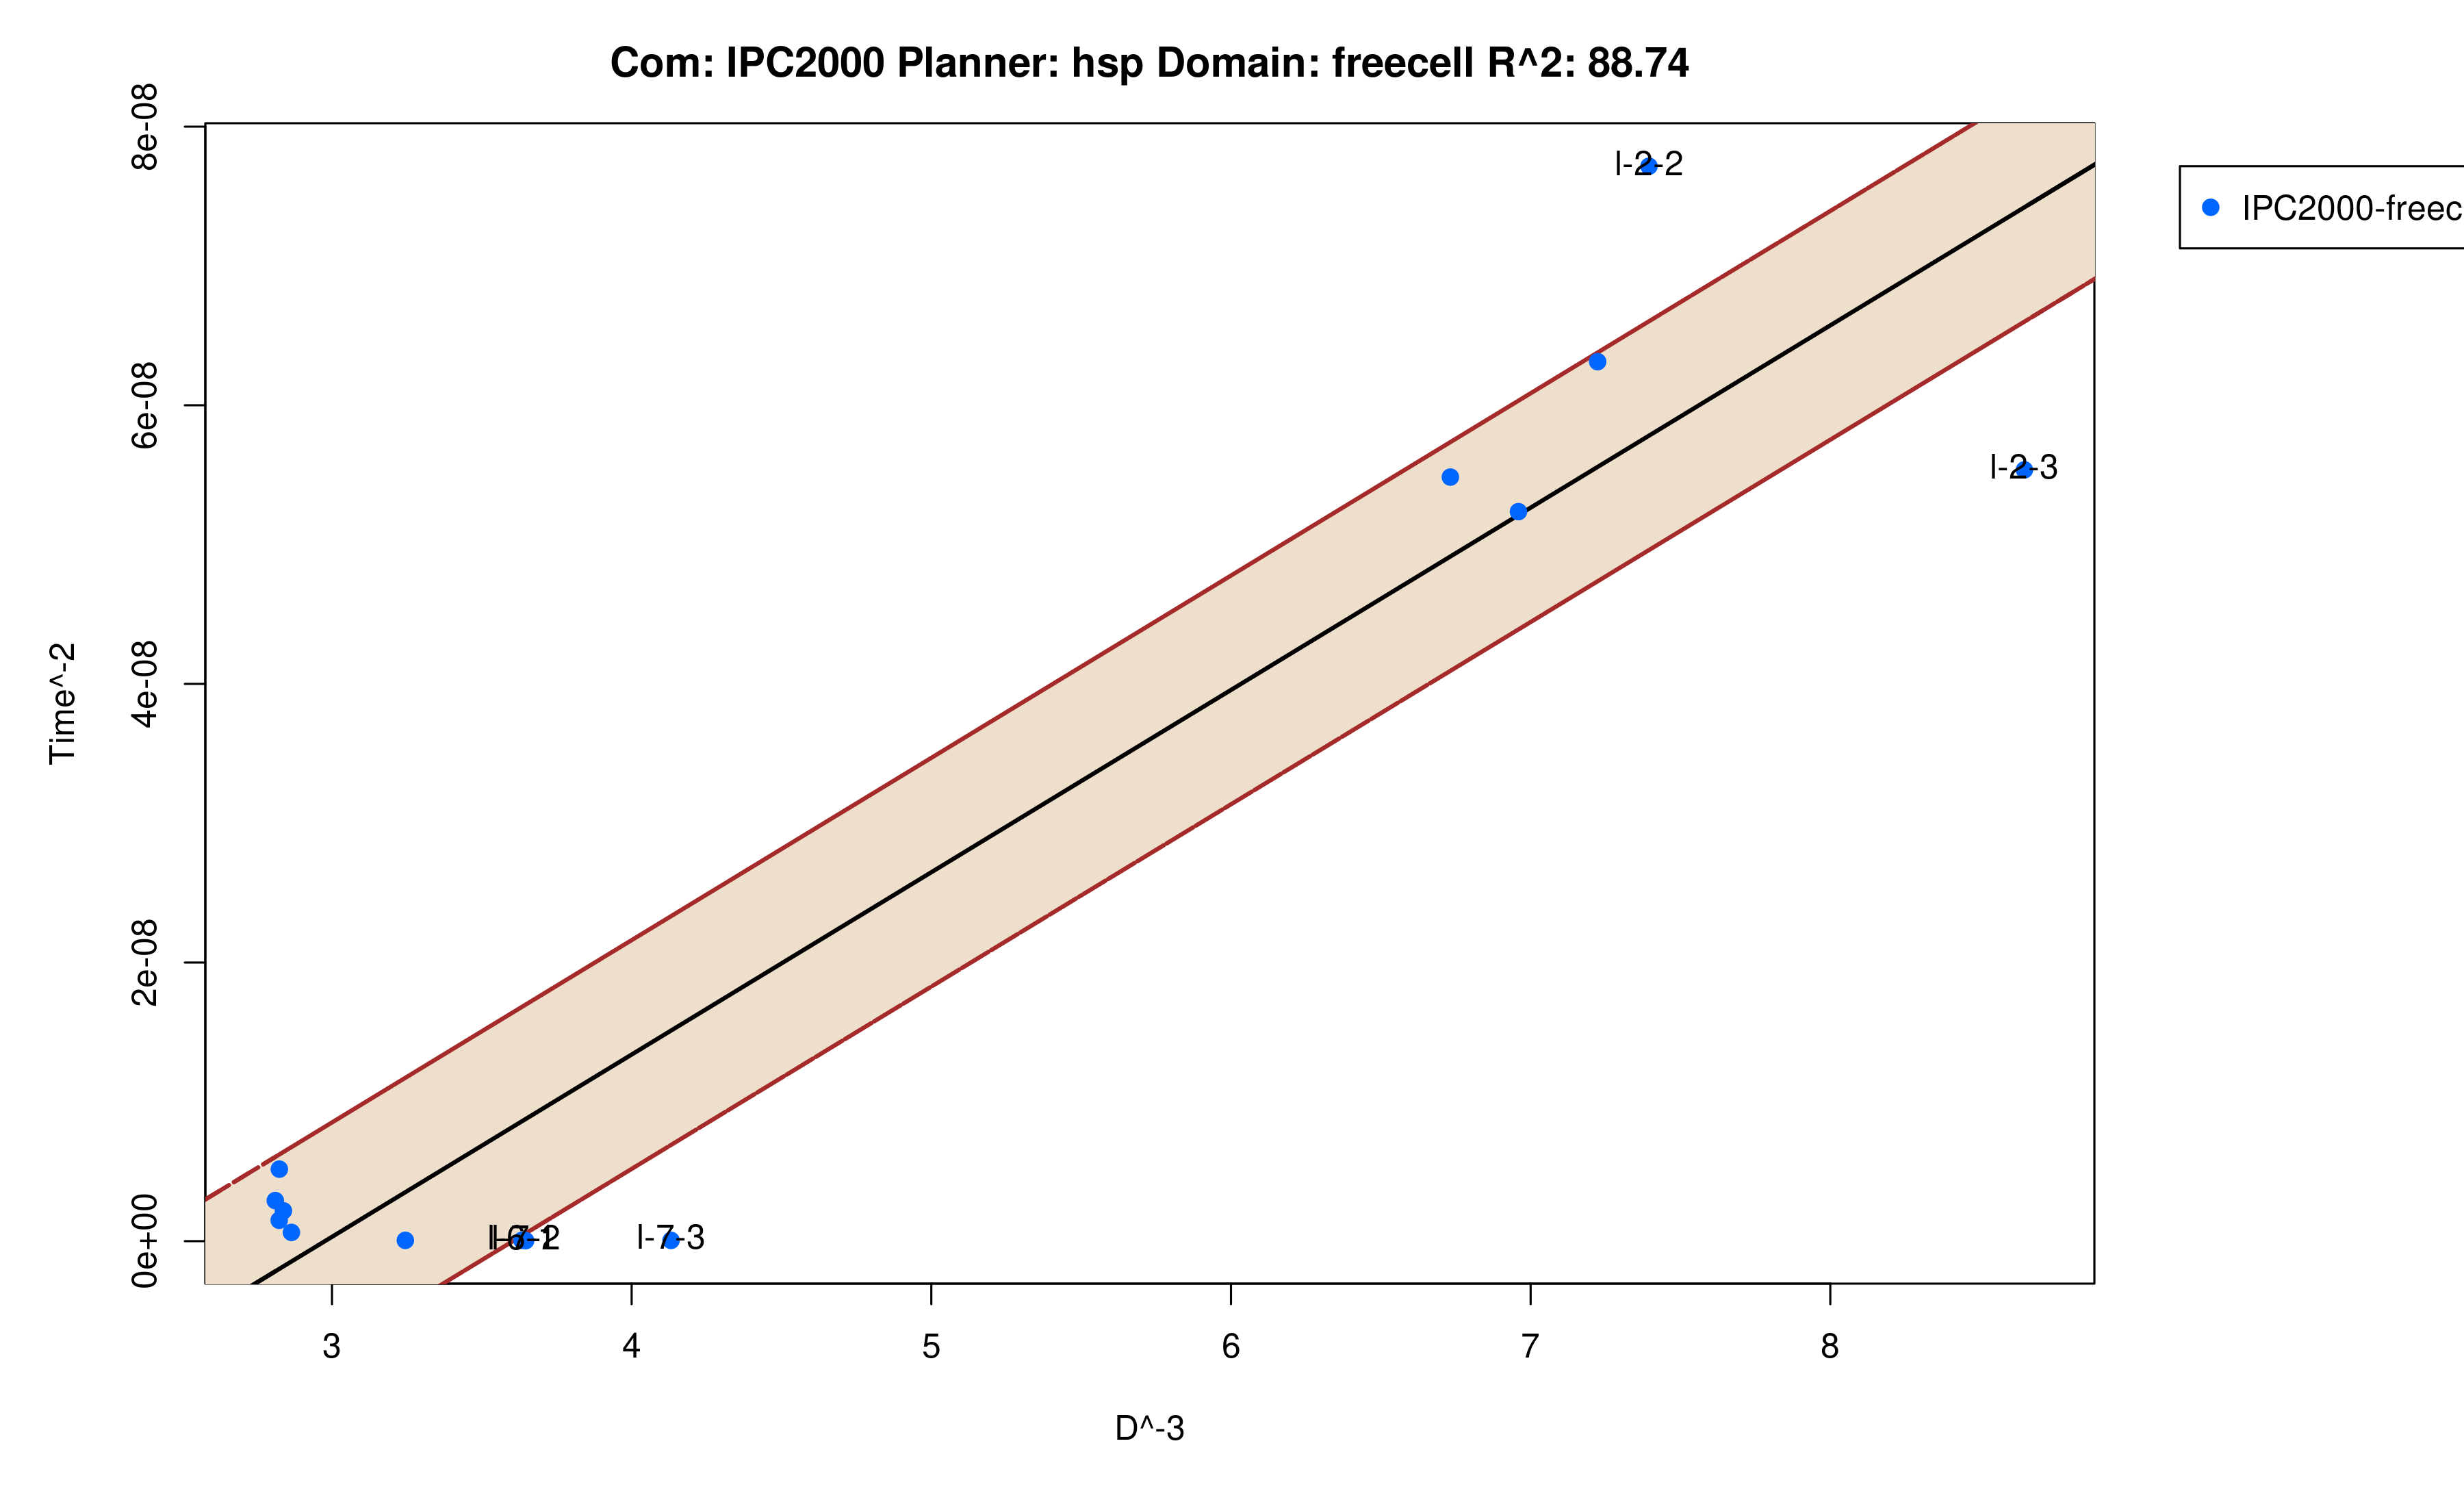 Com: IPC2000 Planner: hsp Domain: freecell R^2: 88.74
8e-08
6e-08
4e-08
2e-08
0e+00
Time^-2
l-2-2
l-2-3
l-7-3
3
4
5
6
7
8
D^-3
IPC2000-freec